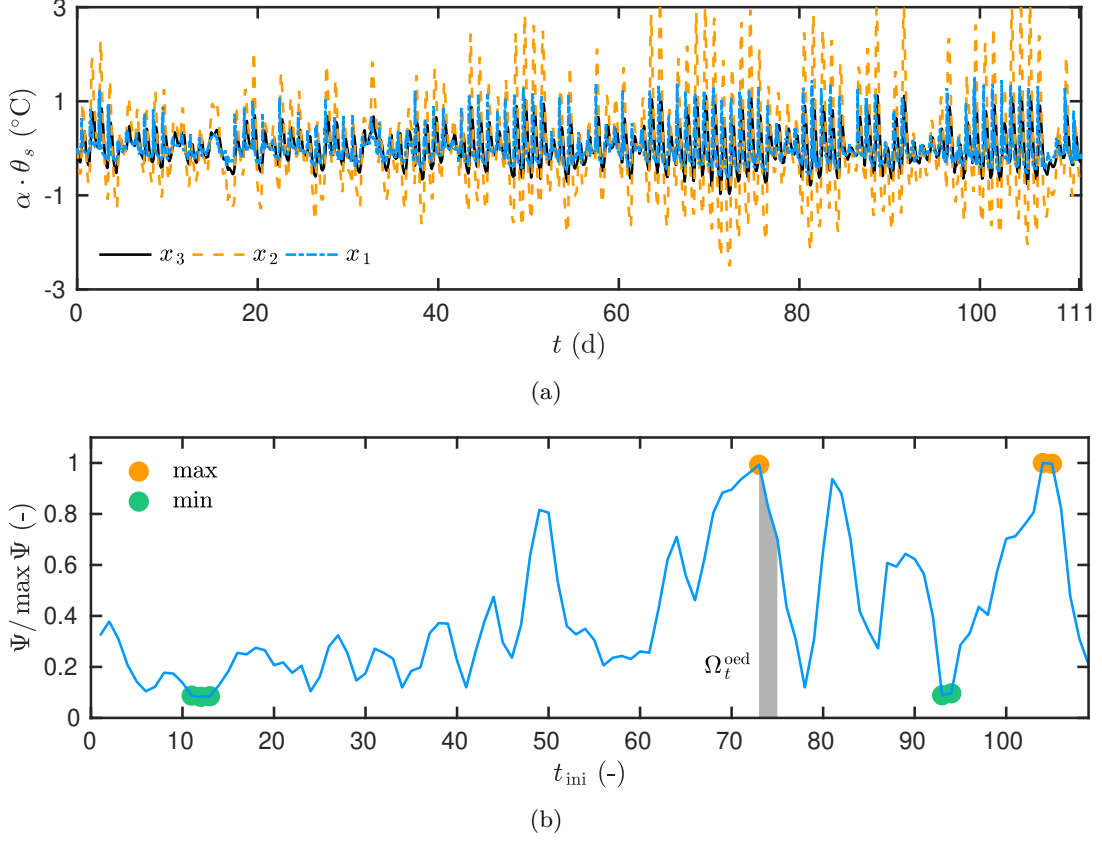 3
1
-1
-3
α · θ_s (°C)
x_3 x_2 x_1
0 20 40 60 80 100 111
t (d)
(a)
1
0.8
0.6
0.4
0.2
0
Ψ/ max Ψ (-)
max
min
Ω_t^oed
0 10 20 30 40 50 60 70 80 90 100
t_ini (-)
(b)